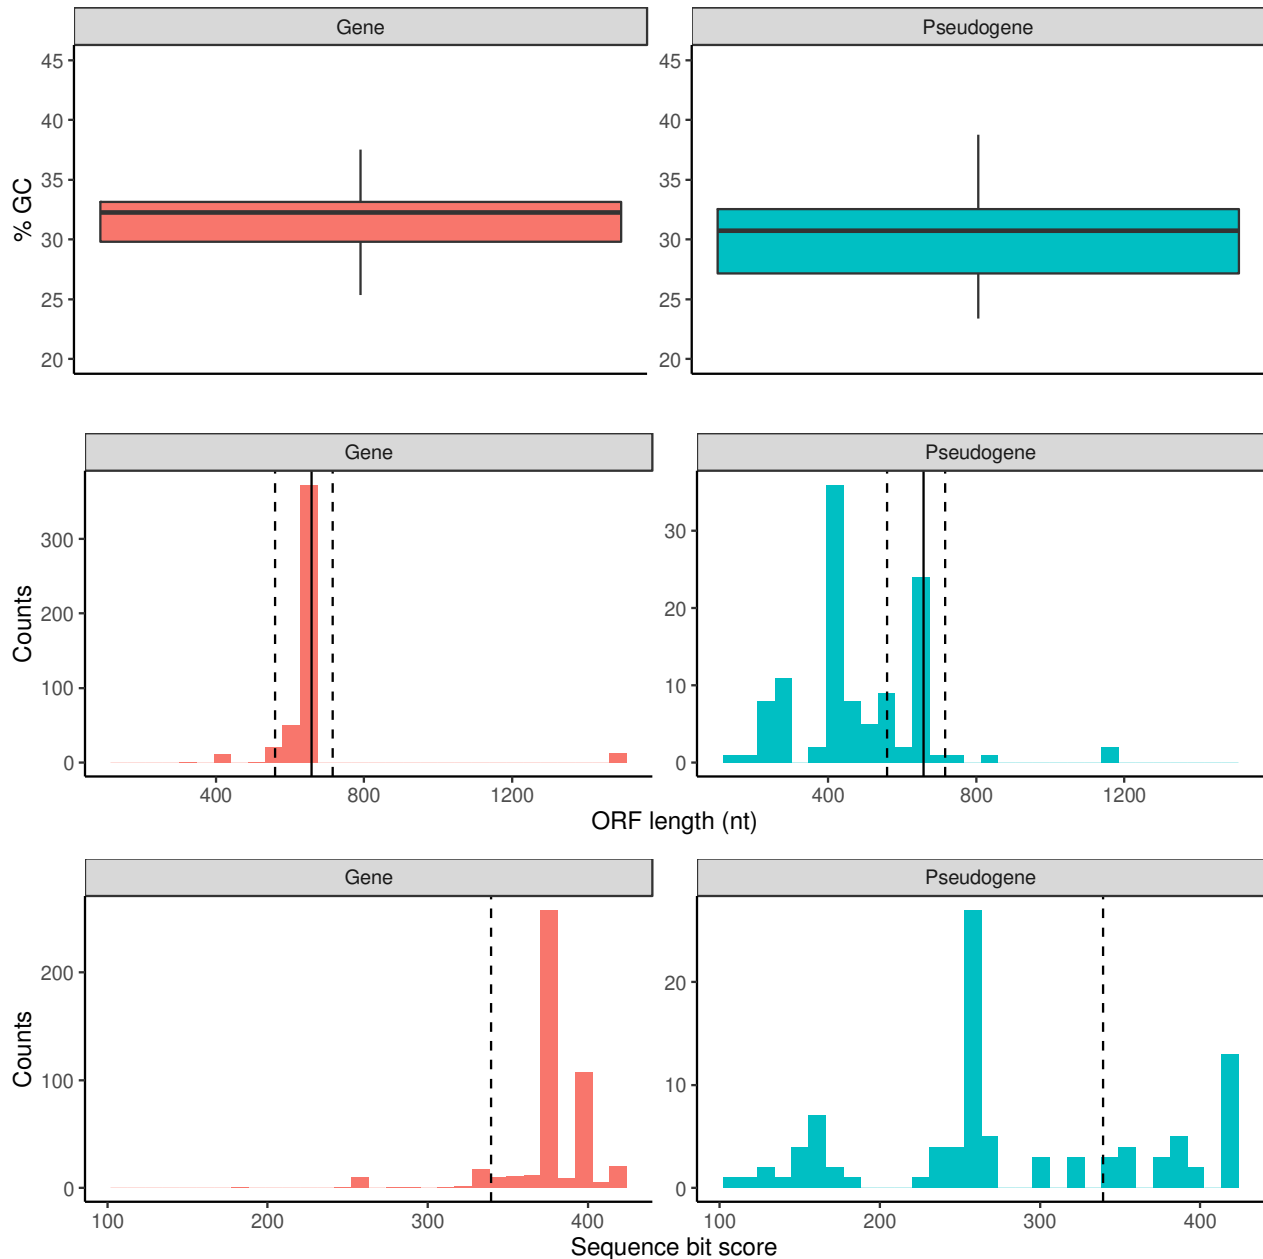 Gene Pseudogene
% GC
45 45
40 40
35 35
30 30
25 25
20 20
Gene Pseudogene
Counts
300 30
200 20
100 10
0 0
400 800 1200 400 800 1200
ORF length (nt)
Gene Pseudogene
Counts
200 20
100 10
0 0
100 200 300 400 100 200 300 400
Sequence bit score